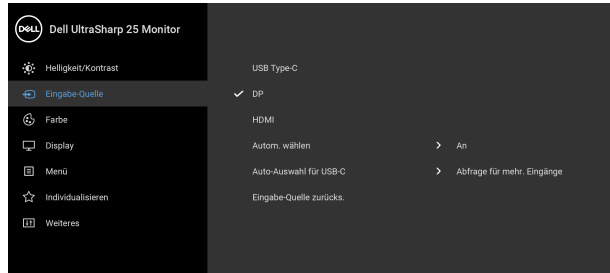 DELL Dell UltraSharp 25 Monitor
Helligkeit/Kontrast USB Type-C
Eingabe-Quelle DP
Farbe HDMI
Display Autom. wählen An
Menü Auto-Auswahl für USB-C Abfrage für mehr. Eingänge
Individualisieren Eingabe-Quelle zurücks.
Weiteres